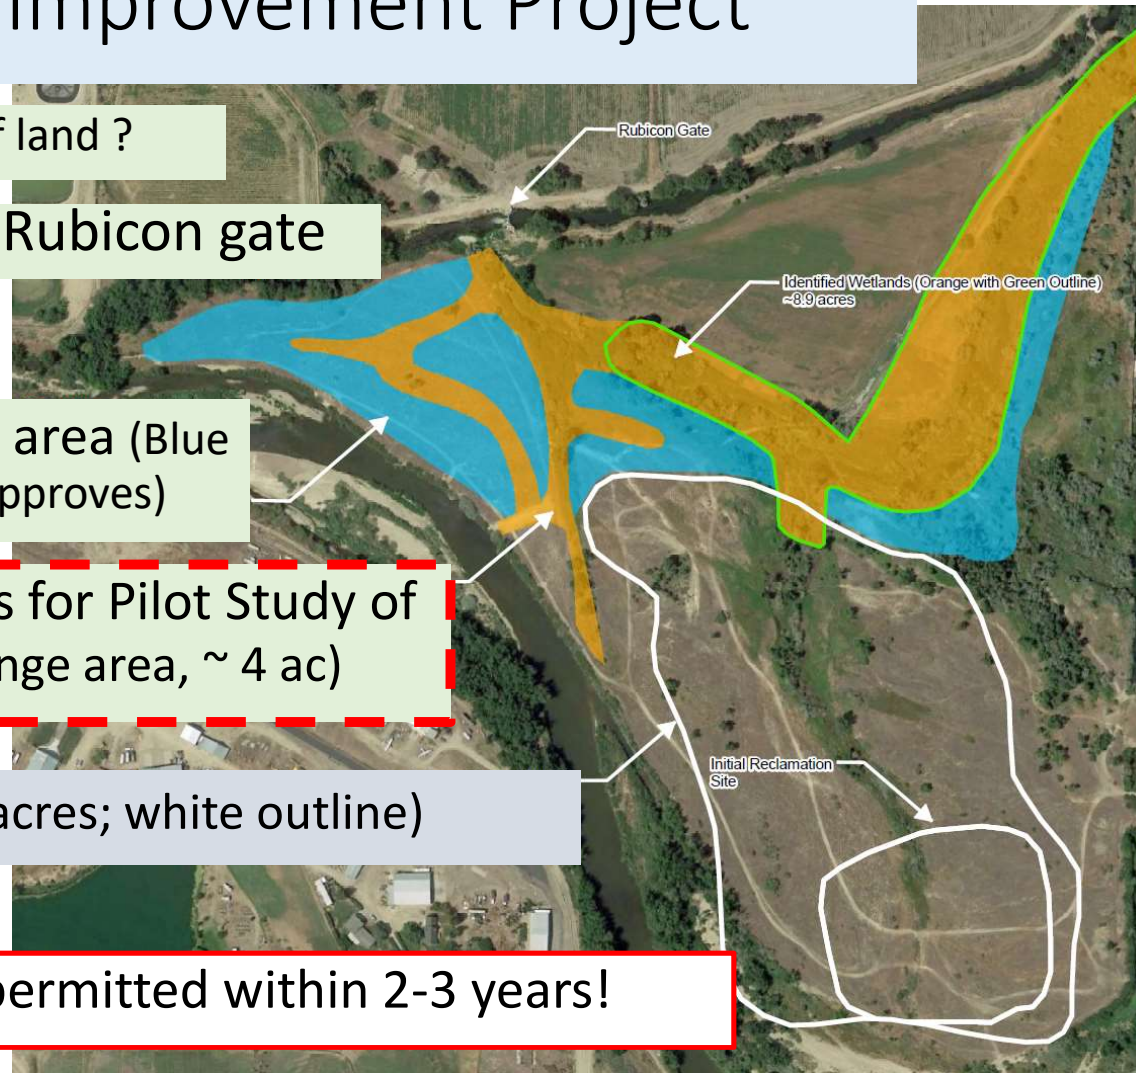 Improvement Project
f land ?
Rubicon Gate
Rubicon gate
Identified Wetlands (Orange with Green Outline)
~8.9 acres
area (Blue
pproves)
s for Pilot Study of
nge area, ~ 4 ac)
Initial Reclamation
Site
acres; white outline)
permitted within 2-3 years!